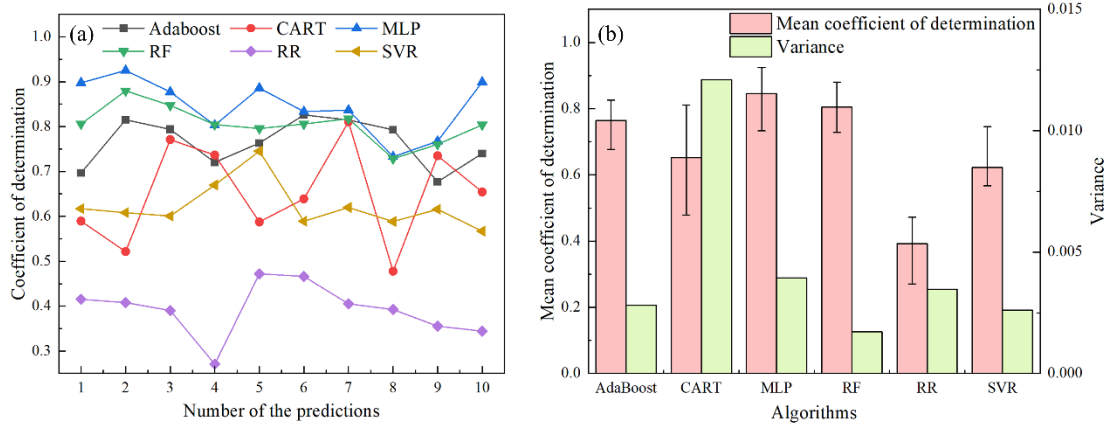 (a)
Adaboost CART MLP
RF RR SVR
1.0
0.9
0.8
0.7
0.6
0.5
0.4
0.3
Coefficient of determination
1 2 3 4 5 6 7 8 9 10
Number of the predictions
(b)
Mean coefficient of determination
Variance
1.0
0.8
0.6
0.4
0.2
0.0
Mean coefficient of determination
0.015
0.010
0.005
0.000
Variance
AdaBoost CART MLP RF RR SVR
Algorithms